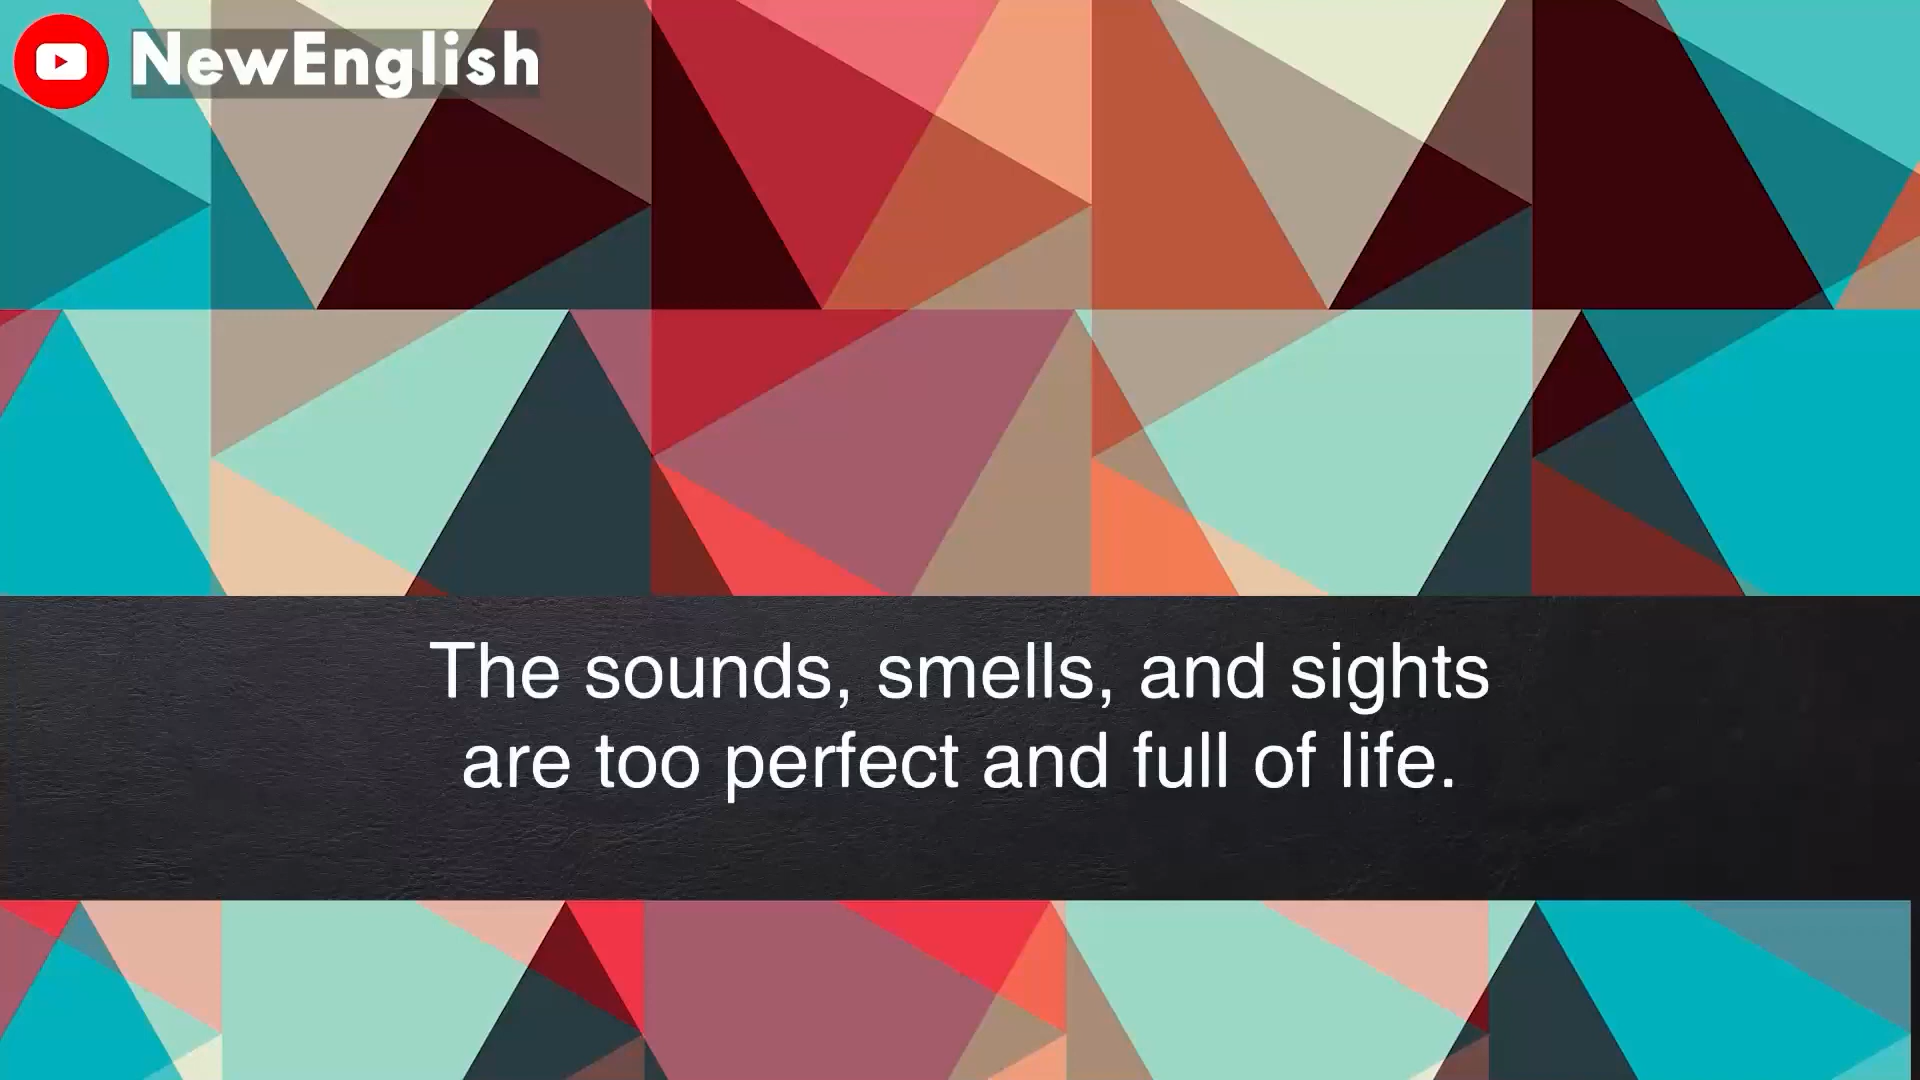 NewEnglish
The sounds, smells, and sights
are too perfect and full of life.